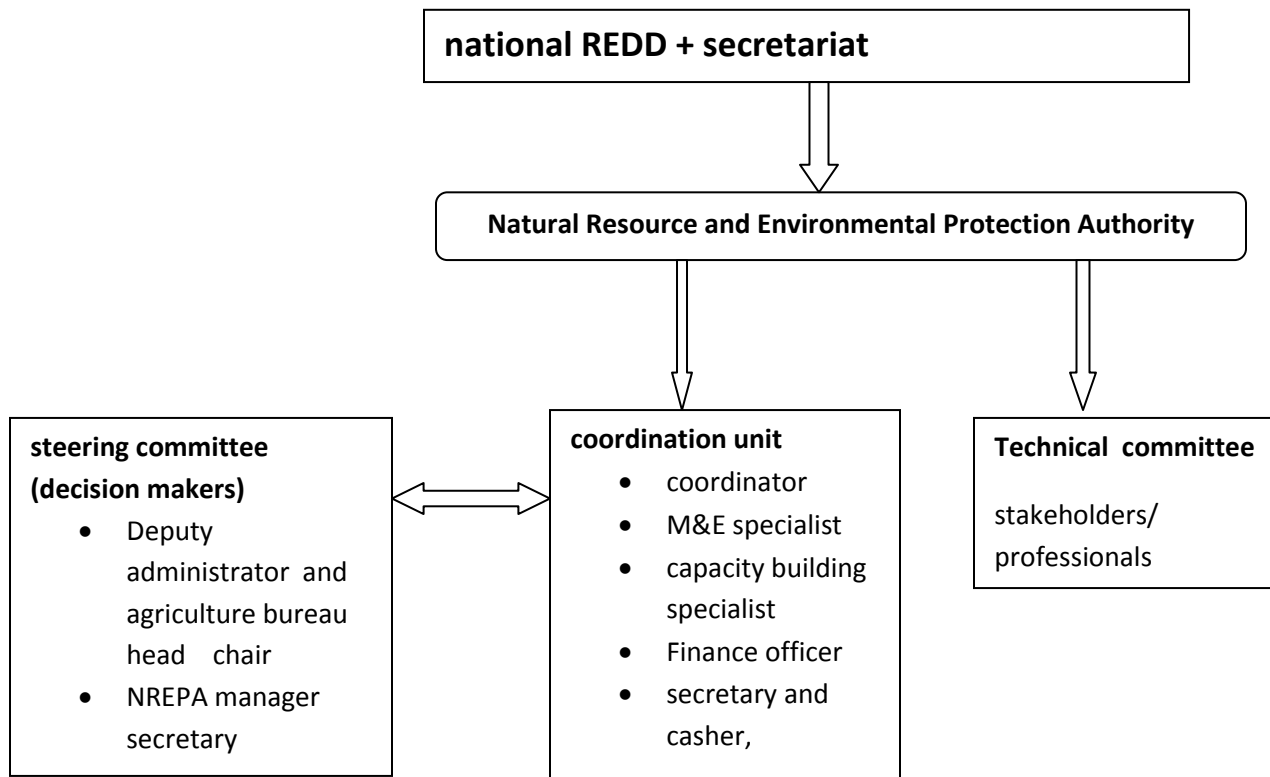 national REDD + secretariat
Natural Resource and Environmental Protection Authority
steering committee
(decision makers)
• Deputy
administrator and
agriculture bureau
head chair
• NREPA manager
secretary
coordination unit
• coordinator
• M&E specialist
• capacity building
specialist
• Finance officer
• secretary and
casher,
Technical committee
stakeholders/
professionals